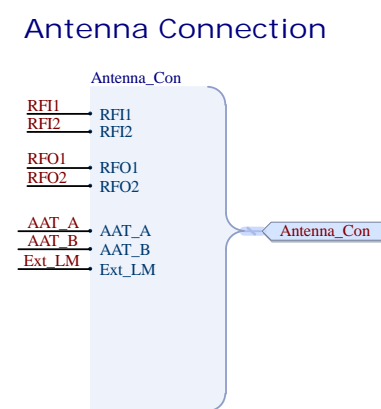 Antenna Connection
Antenna_Con
RFI1 RFI1
RFI2 RFI2
RFO1 RFO1
RFO2 RFO2
AAT_A AAT_A
AAT_B AAT_B
Ext_LM Ext_LM
Antenna_Con